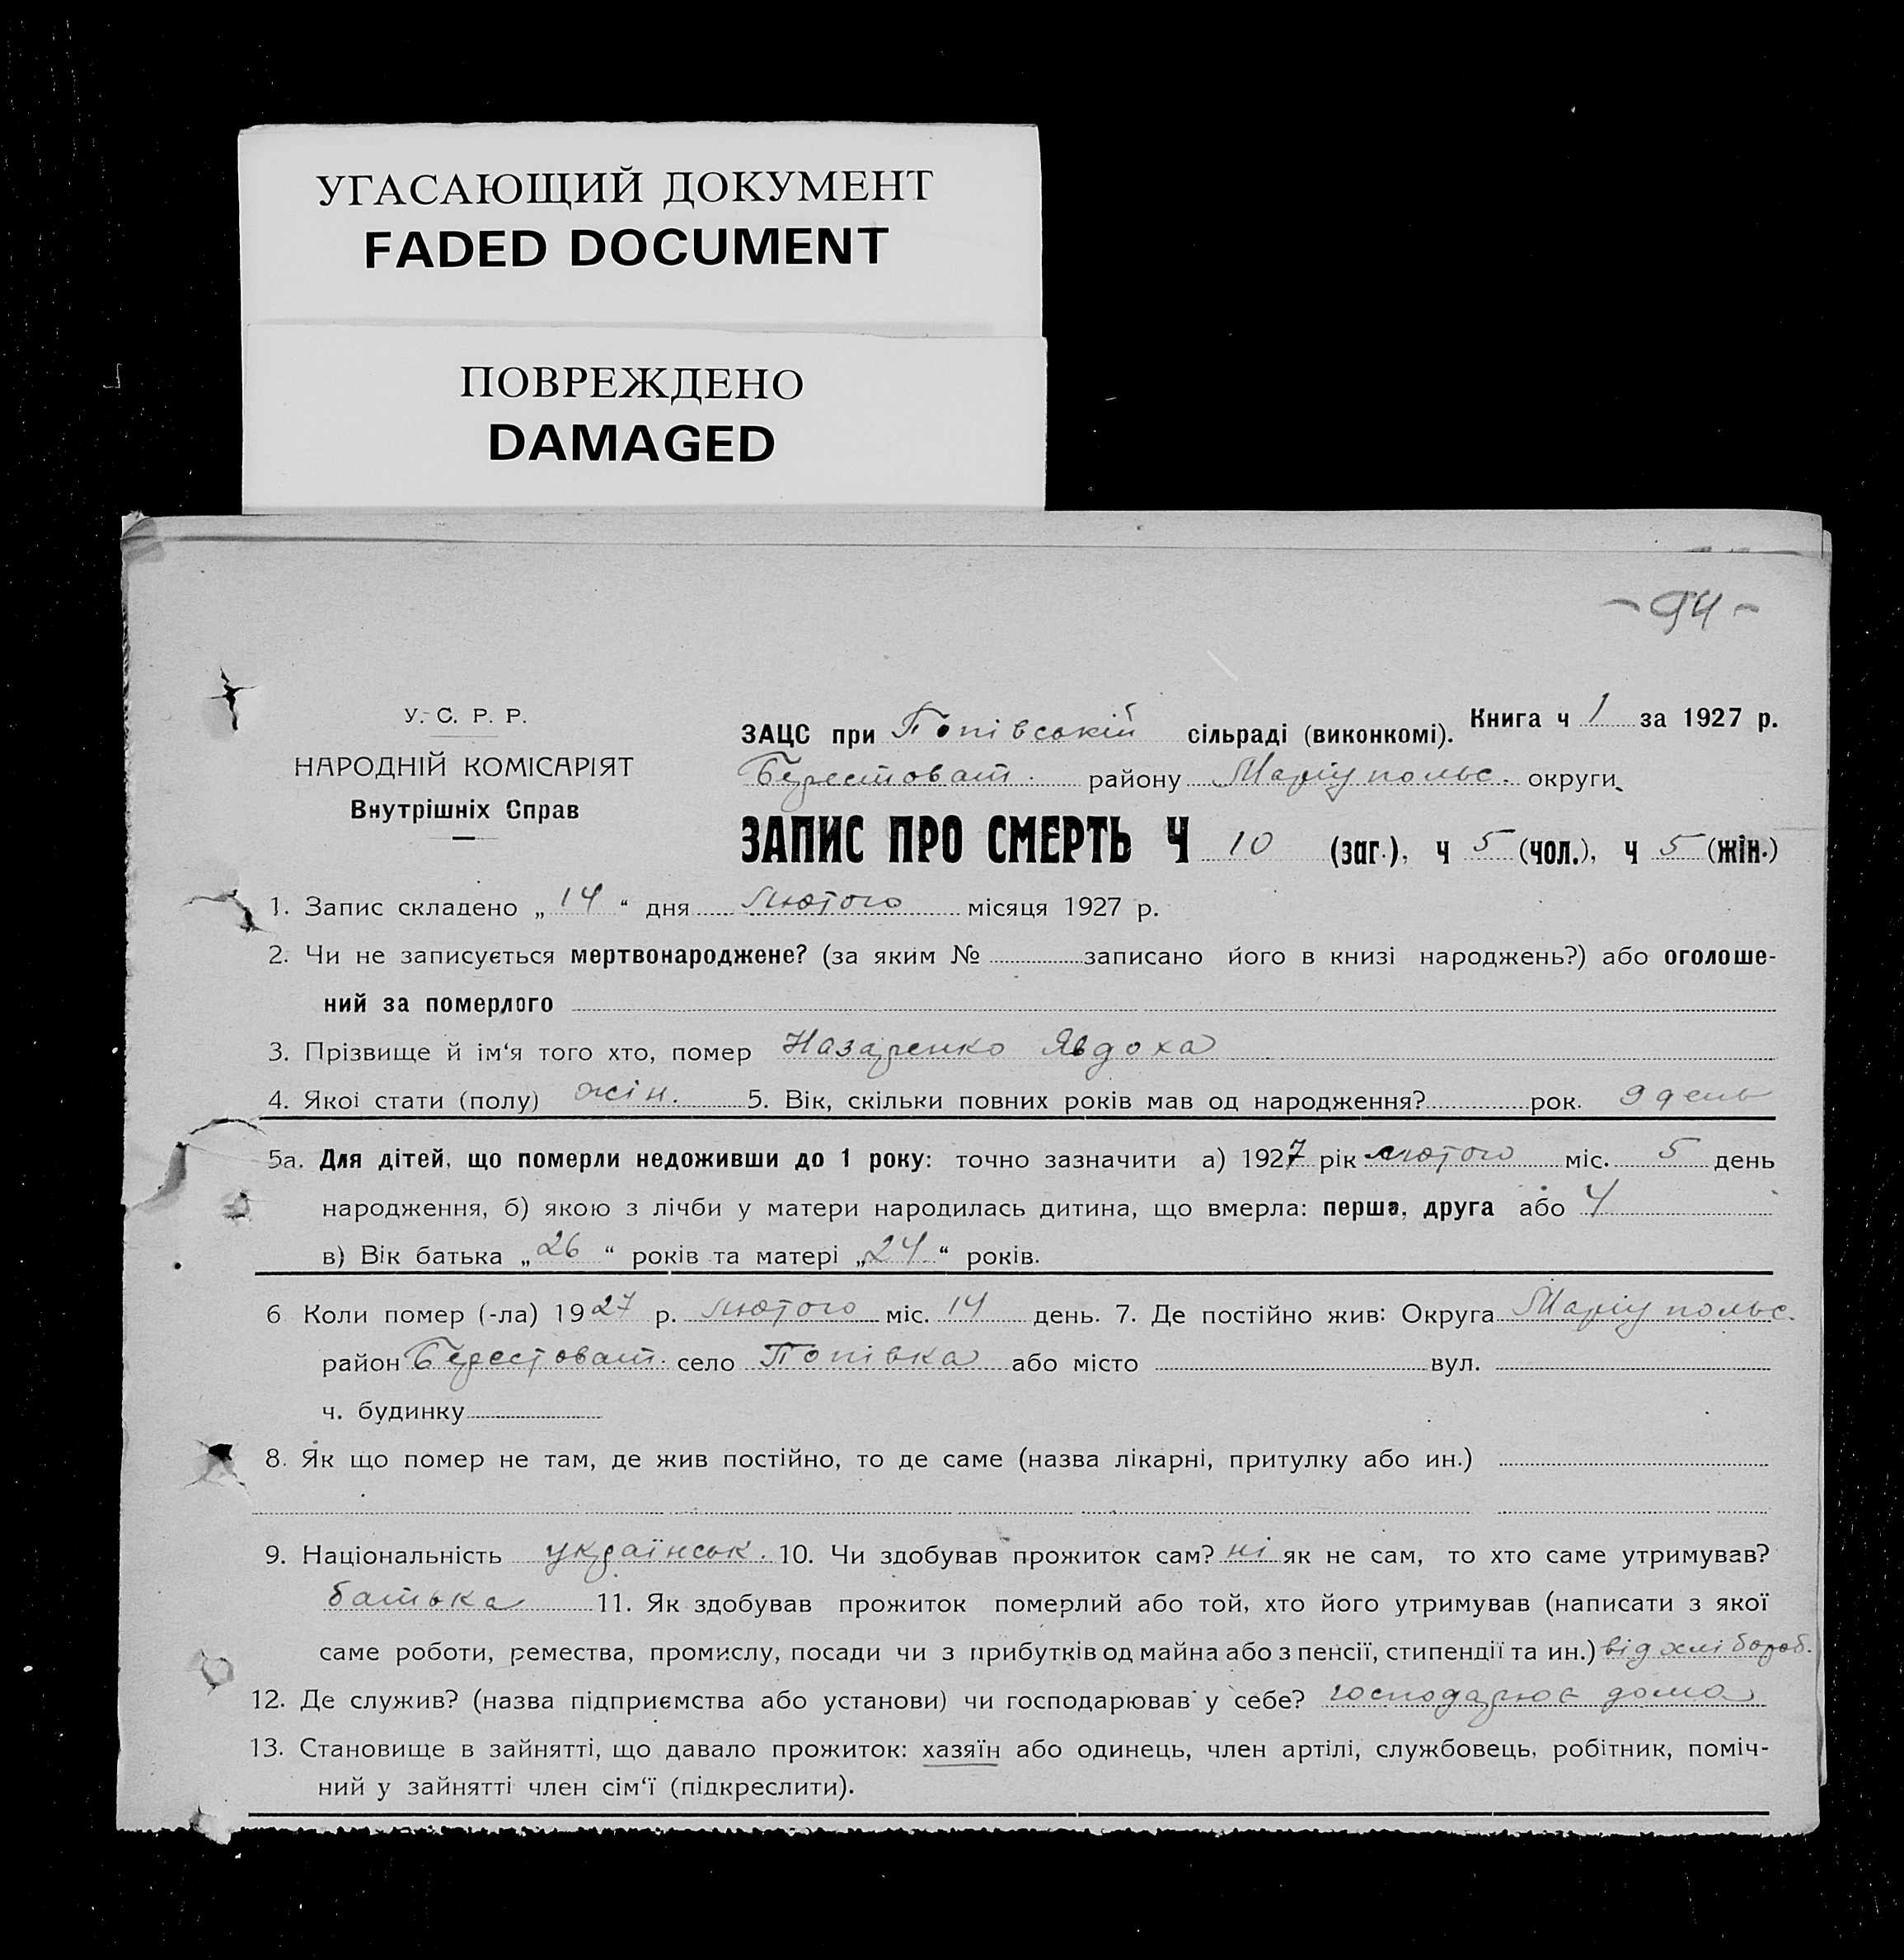 УГАСАЮЩИЙ ДОКУМЕНТ
FADED DOCUMENT
ПОВРЕЖДЕНО
DAMAGED
- 94 -
У. С. Р. Р.
НАРОДНІЙ КОМІСАРІЯТ
Внутрішніх Справ
Книга ч 1 за 1927 р.
ЗАЦС при Попівській сільраді (виконкомі).
Берестоват. району Маріупольс. округи.
ЗАПИС ПРО СМЕРТЬ Ч 10 (заг.), ч 5 (чол.), ч 5 (жін.)
1. Запис складено „14“ дня лютого місяця 1927 р.
2. Чи не записується мертвонароджене? (за яким № записано його в книзі народжень?) або оголоше-
ний за померлого
3. Прізвище й ім‘я того хто, помер Назаренко Явдоха
4. Якої стати (полу) жін. 5. Вік, скільки повних років мав од народження? рок. 9 день
5а. Для дітей, що померли недоживши до 1 року: точно зазначити а) 1927 рік лютого міс. 5 день
народження, б) якою з лічби у матери народилась дитина, що вмерла: перша, друга або 4
в) Вік батька „26“ років та матері „24“ років.
6 Коли помер (-ла) 1927 р. лютого міс. 14 день. 7. Де постійно жив: Округа Маріупольс.
район Берестоват. село Попівка або місто вул.
ч. будинку
8. Як що помер не там, де жив постійно, то де саме (назва лікарні, притулку або ин.)
9. Національність українськ. 10. Чи здобував прожиток сам? ні як не сам, то хто саме утримував?
батька 11. Як здобував прожиток померлий або той, хто його утримував (написати з якої
саме роботи, ремества, промислу, посади чи з прибутків од майна або з пенсії, стипендії та ин.) від хлібороб.
12. Де служив? (назва підприємства або установи) чи господарював у себе? господарює дома
13. Становище в зайнятті, що давало прожиток: хазяїн або одинець, член артілі, службовець, робітник, поміч-
ний у зайнятті член сім‘ї (підкреслити).